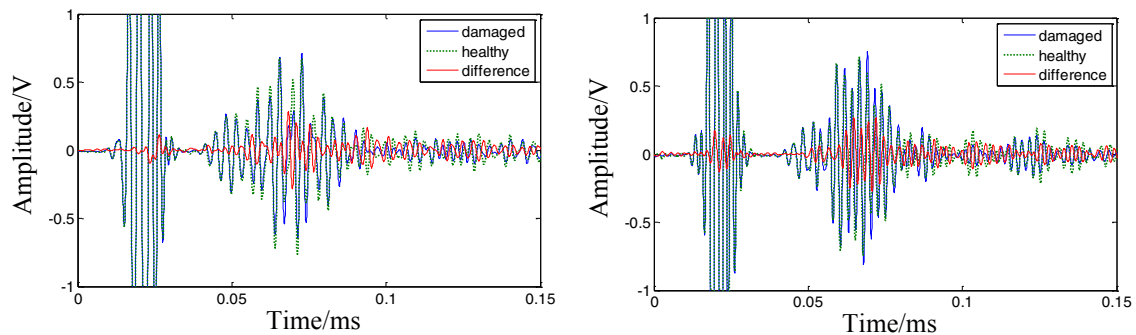 1
0.5
0
-0.5
-1
Amplitude/V
damaged
healthy
difference
0
0.05
0.1
0.15
Time/ms
1
0.5
0
-0.5
-1
Amplitude/V
damaged
healthy
difference
0
0.05
0.1
0.15
Time/ms